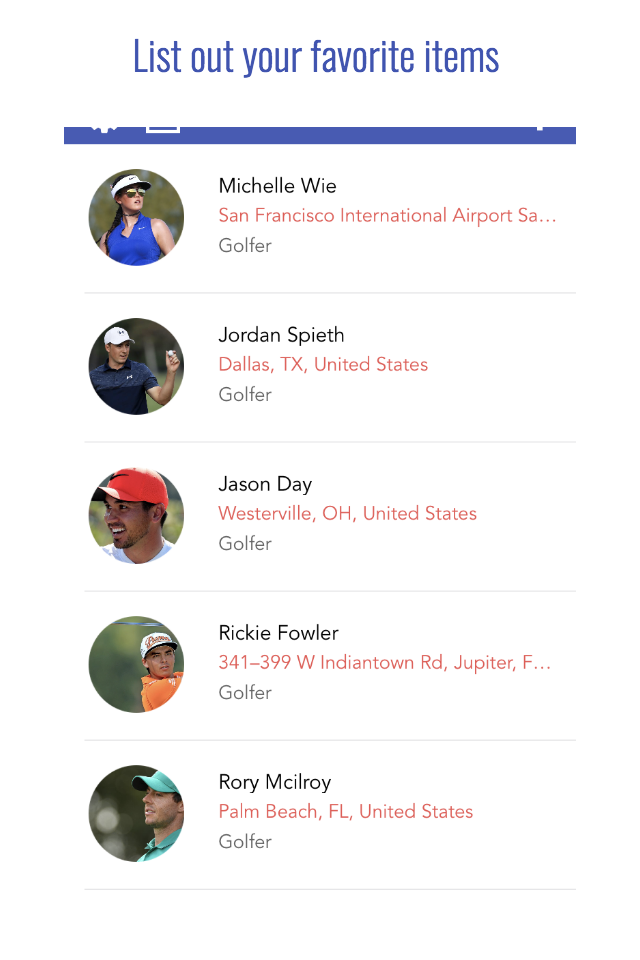 List out your favorite items
Michelle Wie
San Francisco International Airport Sa...
Golfer
Jordan Spieth
Dallas, TX, United States
Golfer
Jason Day
Westerville, OH, United States
Golfer
Rickie Fowler
341–399 W Indiantown Rd, Jupiter, F...
Golfer
Rory Mcilroy
Palm Beach, FL, United States
Golfer